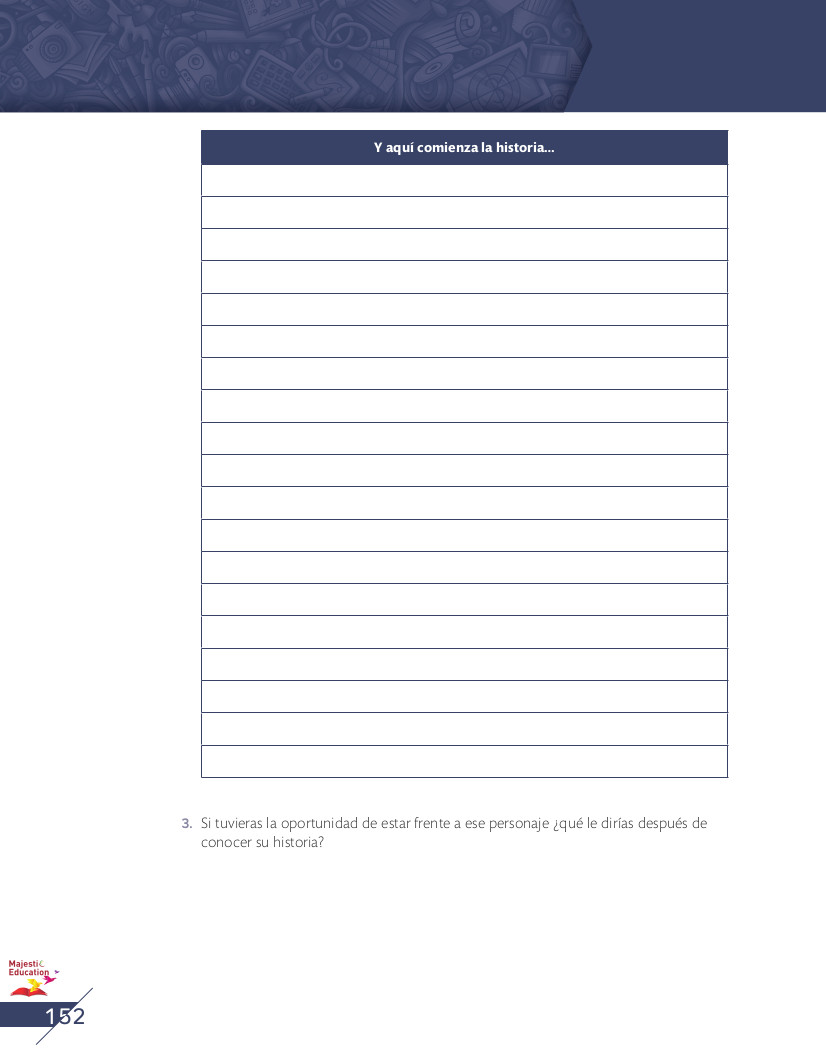 Y aquí comienza la historia...
3. Si tuvieras la oportunidad de estar frente a ese personaje ¿qué le dirías después de
conocer su historia?
Majesti
Education
152